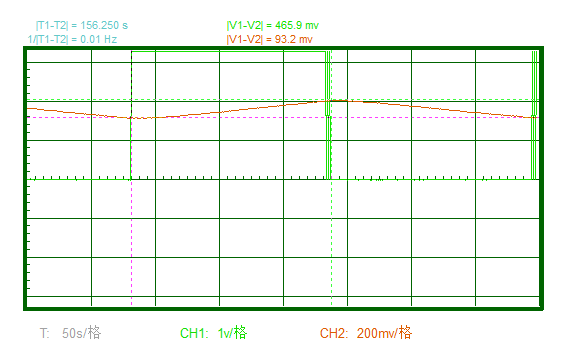 |T1-T2| = 156.250 s |V1-V2| = 465.9 mv
1/|T1-T2| = 0.01 Hz |V1-V2| = 93.2 mv
T: 50s/格 CH1: 1v/格 CH2: 200mv/格